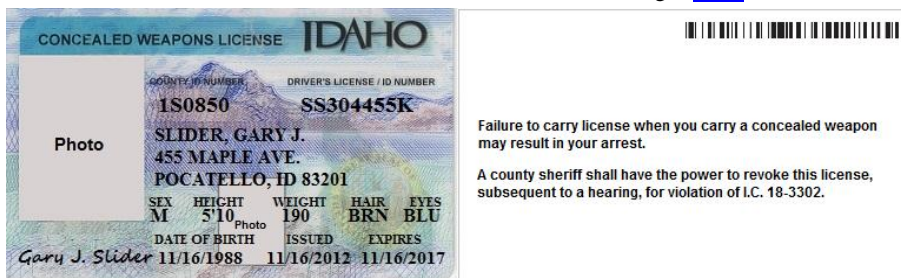 CONCEALED WEAPONS LICENSE IDAHO
COUNTY ID NUMBER DRIVER'S LICENSE / ID NUMBER
1S0850 SS304455K
Photo
SLIDER, GARY J.
455 MAPLE AVE.
POCATELLO, ID 83201
SEX HEIGHT WEIGHT HAIR EYES
M 5'10 190 BRN BLU
Photo
DATE OF BIRTH ISSUED EXPIRES
Gary J. Slider 11/16/1988 11/16/2012 11/16/2017
Failure to carry license when you carry a concealed weapon
may result in your arrest.
A county sheriff shall have the power to revoke this license,
subsequent to a hearing, for violation of I.C. 18-3302.